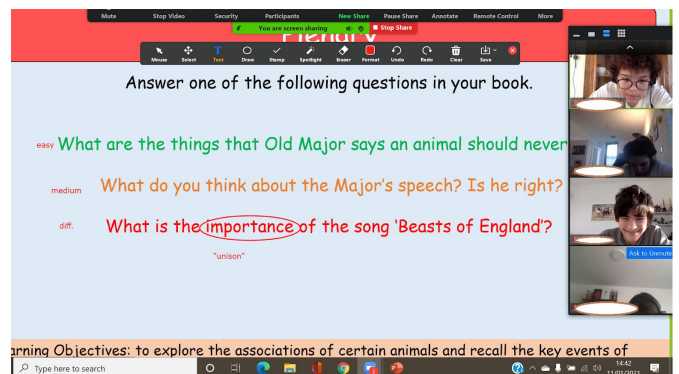 Mute Stop Video Security Participants New Share Pause Share Annotate Remote Control More
You are screen sharing Stop Share
Plenary
Mouse Select Text Draw Stamp Spotlight Eraser Format Undo Redo Clear Save
Answer one of the following questions in your book.
easy What are the things that Old Major says an animal should never
medium What do you think about the Major's speech? Is he right?
diff. What is the importance of the song 'Beasts of England'?
"unison"
Ask to Unmute
arning Objectives: to explore the associations of certain animals and recall the key events of
Type here to search
14:42
11/01/2021